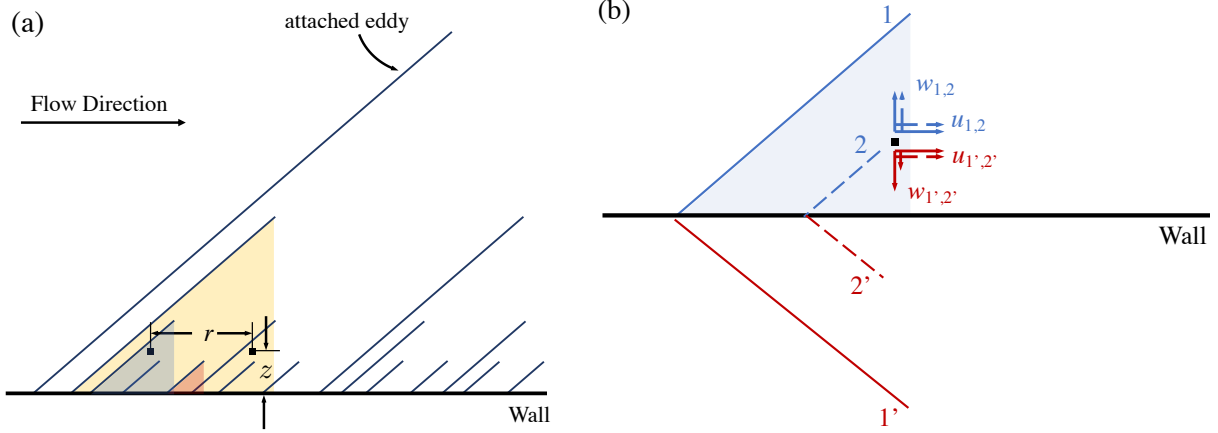 (a)
attached eddy
Flow Direction
r
z
Wall
(b)
1
w1,2
u1,2
2
u1',2'
w1',2'
Wall
2'
1'